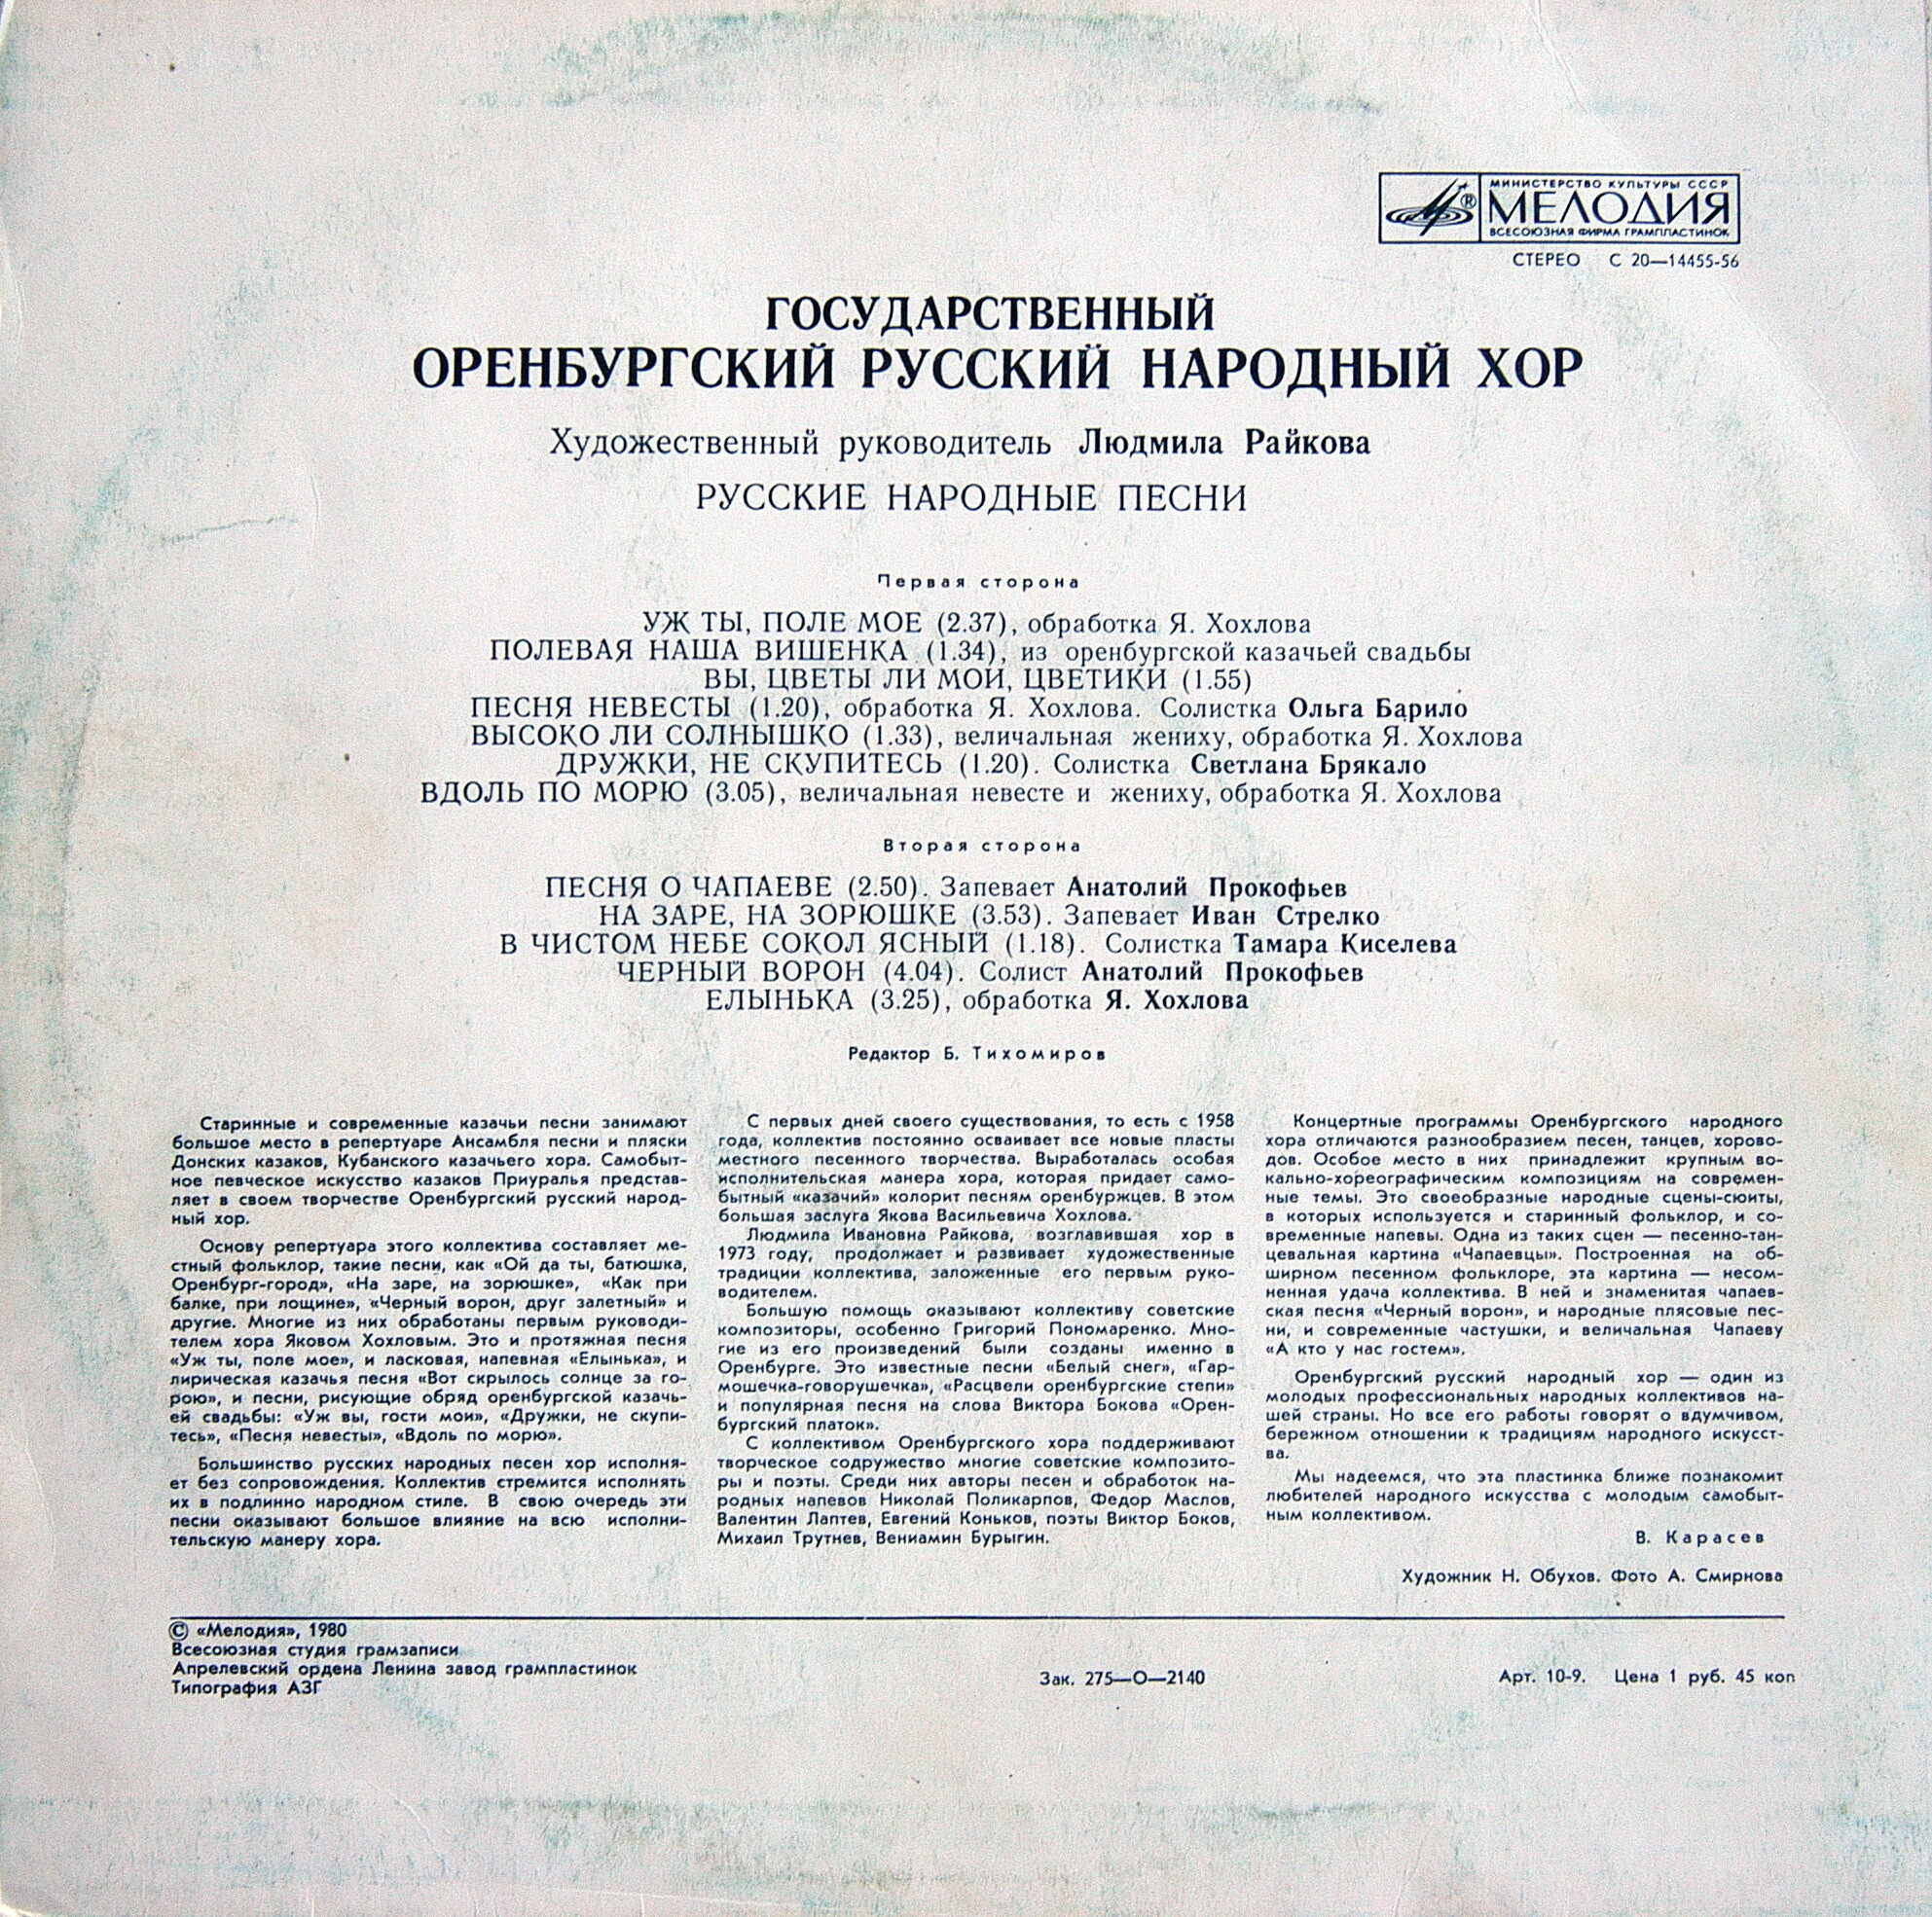 МИНИСТЕРСТВО КУЛЬТУРЫ СССР
МЕЛОДИЯ
ВСЕСОЮЗНАЯ ФИРМА ГРАМПЛАСТИНОК
СТЕРЕО С 20—14455-56
ГОСУДАРСТВЕННЫЙ
ОРЕНБУРГСКИЙ РУССКИЙ НАРОДНЫЙ ХОР
Художественный руководитель Людмила Райкова
РУССКИЕ НАРОДНЫЕ ПЕСНИ
Первая сторона
УЖ ТЫ, ПОЛЕ МОЕ (2.37), обработка Я. Хохлова
ПОЛЕВАЯ НАША ВИШЕНКА (1.34), из оренбургской казачьей свадьбы
ВЫ, ЦВЕТЫ ЛИ МОИ, ЦВЕТИКИ (1.55)
ПЕСНЯ НЕВЕСТЫ (1.20), обработка Я. Хохлова. Солистка Ольга Барило
ВЫСОКО ЛИ СОЛНЫШКО (1.33), величальная жениху, обработка Я. Хохлова
ДРУЖКИ, НЕ СКУПИТЕСЬ (1.20). Солистка Светлана Брякало
ВДОЛЬ ПО МОРЮ (3.05), величальная невесте и жениху, обработка Я. Хохлова
Вторая сторона
ПЕСНЯ О ЧАПАЕВЕ (2.50). Запевает Анатолий Прокофьев
НА ЗАРЕ, НА ЗОРЮШКЕ (3.53). Запевает Иван Стрелко
В ЧИСТОМ НЕБЕ СОКОЛ ЯСНЫЙ (1.18). Солистка Тамара Киселева
ЧЕРНЫЙ ВОРОН (4.04). Солист Анатолий Прокофьев
ЕЛЫНЬКА (3.25), обработка Я. Хохлова
Редактор Б. Тихомиров
Старинные и современные казачьи песни занимают
большое место в репертуаре Ансамбля песни и пляски
Донских казаков, Кубанского казачьего хора. Самобыт-
ное певческое искусство казаков Приуралья представ-
ляет в своем творчестве Оренбургский русский народ-
ный хор.
Основу репертуара этого коллектива составляет ме-
стный фольклор, такие песни, как «Ой да ты, батюшка,
Оренбург-город», «На заре, на зорюшке», «Как при
балке, при лощине», «Черный ворон, друг залетный» и
другие. Многие из них обработаны первым руководи-
телем хора Яковом Хохловым. Это и протяжная песня
«Уж ты, поле мое», и ласковая, напевная «Елынька», и
лирическая казачья песня «Вот скрылось солнце за го-
рою», и песни, рисующие обряд оренбургской казачь-
ей свадьбы: «Уж вы, гости мои», «Дружки, не скупи-
тесь», «Песня невесты», «Вдоль по морю».
Большинство русских народных песен хор исполня-
ет без сопровождения. Коллектив стремится исполнять
их в подлинно народном стиле. В свою очередь эти
песни оказывают большое влияние на всю исполни-
тельскую манеру хора.
С первых дней своего существования, то есть с 1958
года, коллектив постоянно осваивает все новые пласты
местного песенного творчества. Выработалась особая
исполнительская манера хора, которая придает само-
бытный «казачий» колорит песням оренбуржцев. В этом
большая заслуга Якова Васильевича Хохлова.
Людмила Ивановна Райкова, возглавившая хор в
1973 году, продолжает и развивает художественные
традиции коллектива, заложенные его первым руко-
водителем.
Большую помощь оказывают коллективу советские
композиторы, особенно Григорий Пономаренко. Мно-
гие из его произведений были созданы именно в
Оренбурге. Это известные песни «Белый снег», «Гар-
мошечка-говорушечка», «Расцвели оренбургские степи»
и популярная песня на слова Виктора Бокова «Орен-
бургский платок».
С коллективом Оренбургского хора поддерживают
творческое содружество многие советские композито-
ры и поэты. Среди них авторы песен и обработок на-
родных напевов Николай Поликарпов, Федор Маслов,
Валентин Лаптев, Евгений Коньков, поэты Виктор Боков,
Михаил Трутнев, Вениамин Бурыгин.
Концертные программы Оренбургского народного
хора отличаются разнообразием песен, танцев, хорово-
дов. Особое место в них принадлежит крупным во-
кально-хореографическим композициям на современ-
ные темы. Это своеобразные народные сцены-сюиты,
в которых используется и старинный фольклор, и со-
временные напевы. Одна из таких сцен — песенно-тан-
цевальная картина «Чапаевцы». Построенная на об-
ширном песенном фольклоре, эта картина — несом-
ненная удача коллектива. В ней и знаменитая чапаев-
ская песня «Черный ворон», и народные плясовые пес-
ни, и современные частушки, и величальная Чапаеву
«А кто у нас гостем».
Оренбургский русский народный хор — один из
молодых профессиональных народных коллективов на-
шей страны. Но все его работы говорят о вдумчивом,
бережном отношении к традициям народного искусст-
ва.
Мы надеемся, что эта пластинка ближе познакомит
любителей народного искусства с молодым самобыт-
ным коллективом.
В. Карасев
Художник Н. Обухов. Фото А. Смирнова
© «Мелодия», 1980
Всесоюзная студия грамзаписи
Апрелевский ордена Ленина завод грампластинок
Типография АЗГ
Зак. 275—О—2140
Арт. 10-9. Цена 1 руб. 45 коп